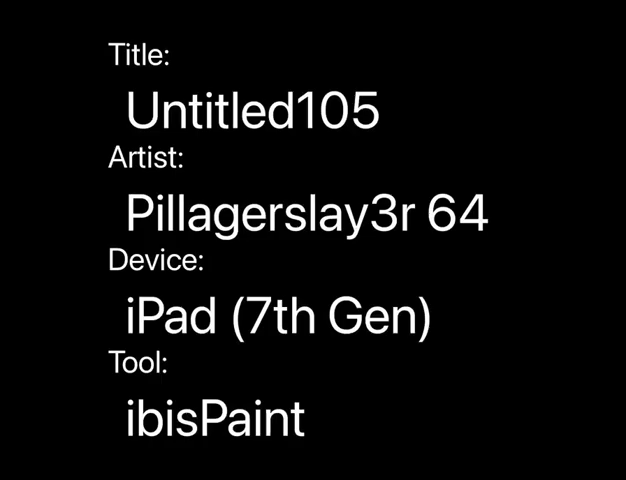 Title:
Untitled105
Artist:
Pillagerslay3r 64
Device:
iPad (7th Gen)
Tool:
ibisPaint